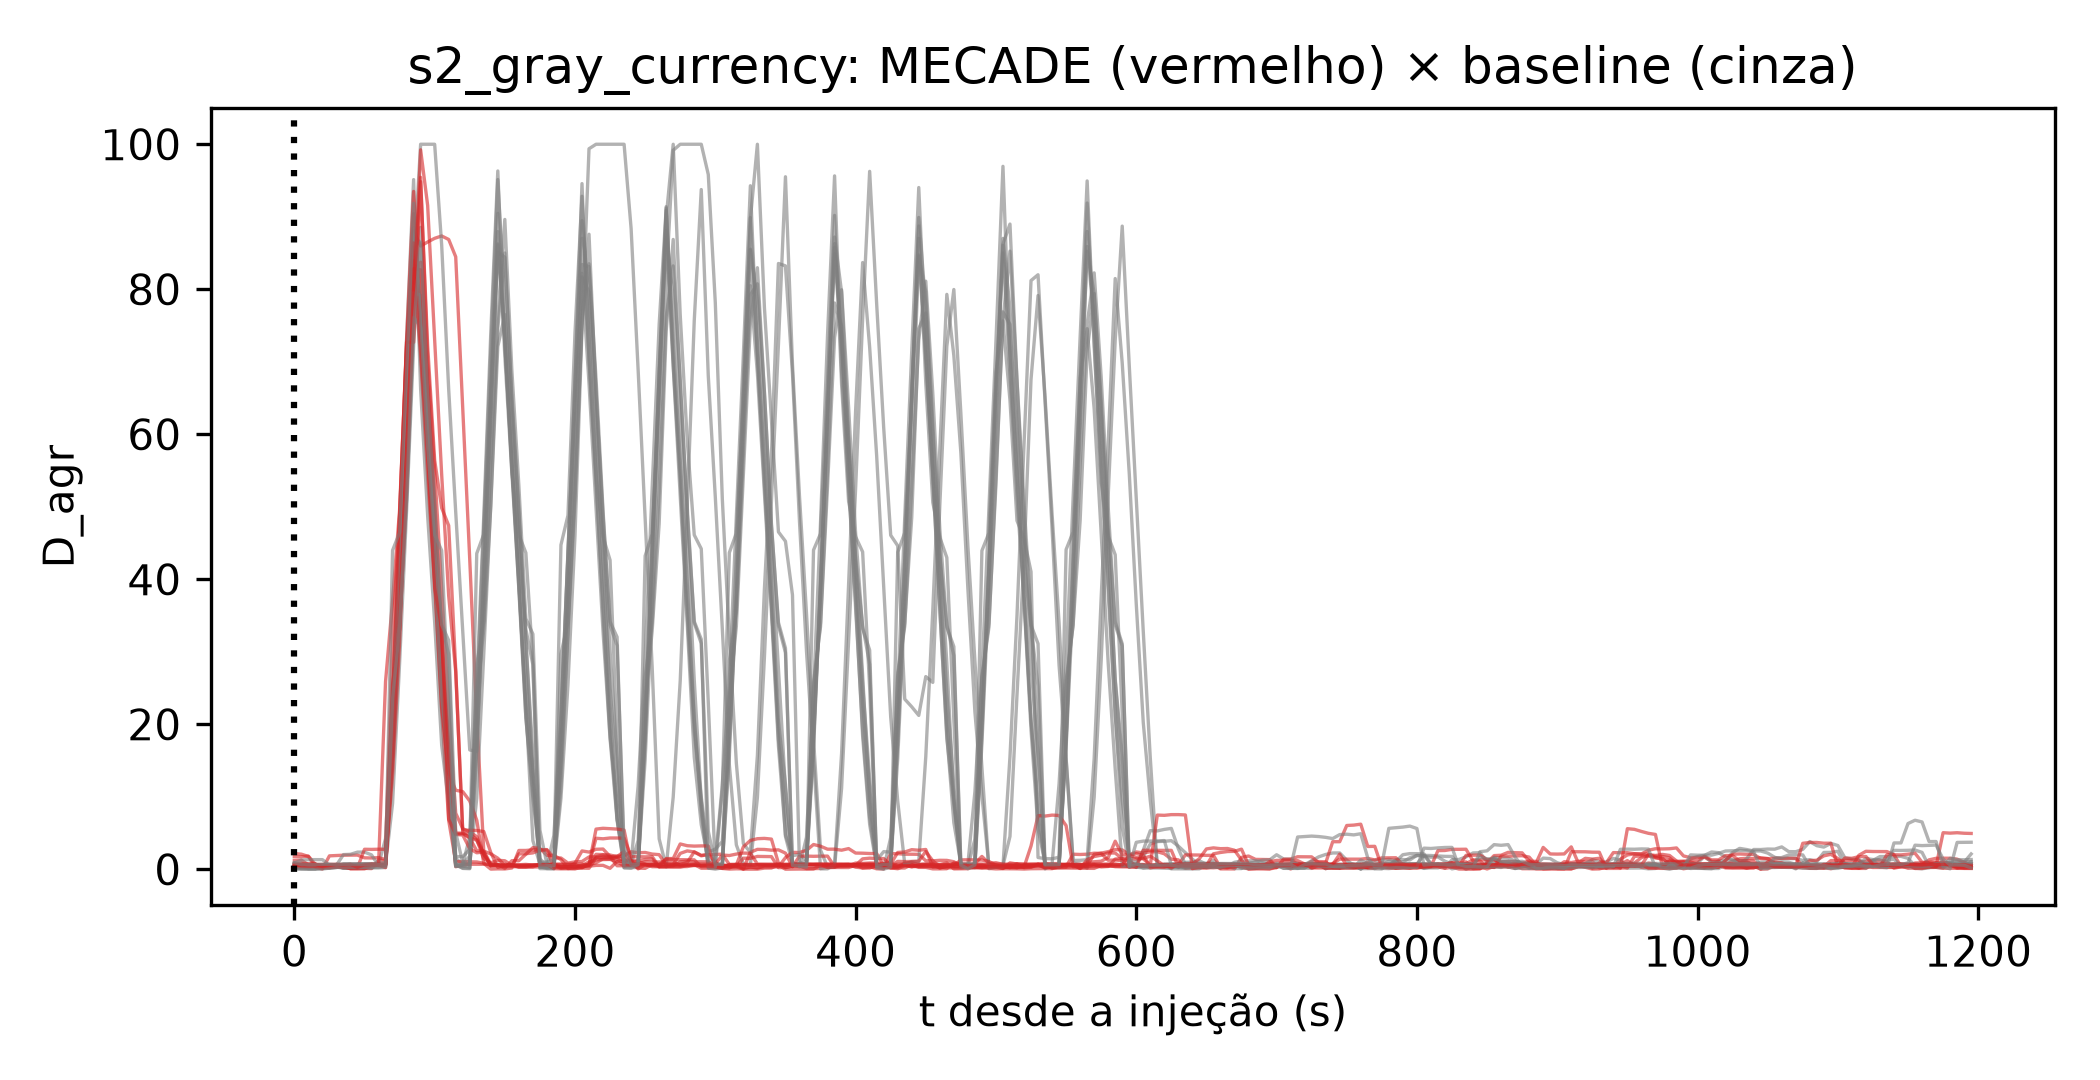 s2_gray_currency: MECADE (vermelho) × baseline (cinza)
100
80
60
40
20
0
D_agr
0 200 400 600 800 1000 1200
t desde a injeção (s)